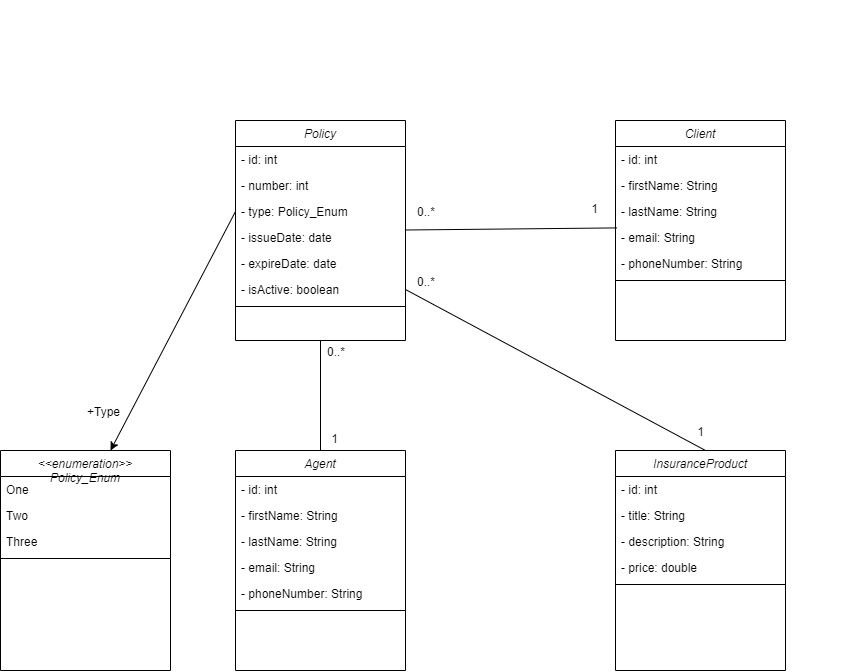 Policy
- id: int
- number: int
- type: Policy_Enum
- issueDate: date
- expireDate: date
- isActive: boolean
Client
- id: int
- firstName: String
- lastName: String
- email: String
- phoneNumber: String
0..*
1
0..*
0..*
1
1
+Type
<<enumeration>>
Policy_Enum
One
Two
Three
Agent
- id: int
- firstName: String
- lastName: String
- email: String
- phoneNumber: String
InsuranceProduct
- id: int
- title: String
- description: String
- price: double